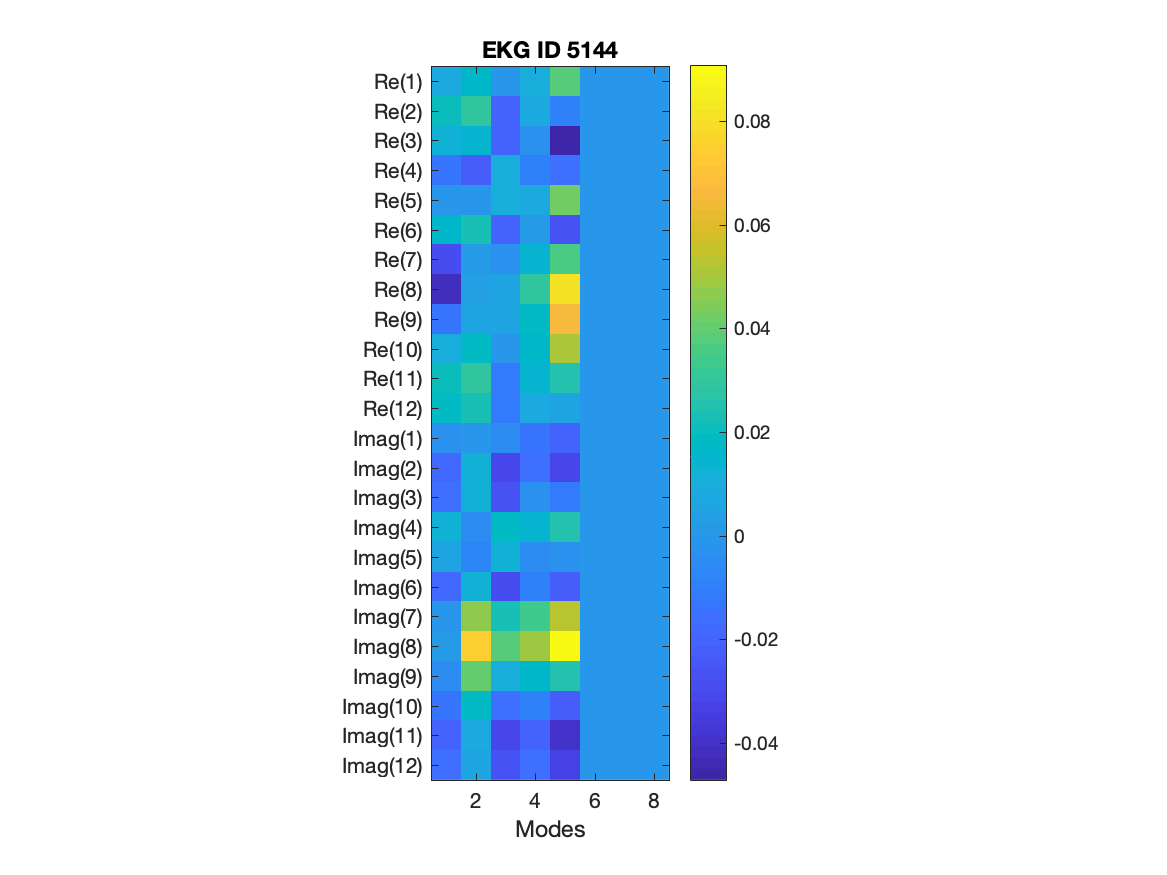 EKG ID 5144
Re(1)
Re(2)
Re(3)
Re(4)
Re(5)
Re(6)
Re(7)
Re(8)
Re(9)
Re(10)
Re(11)
Re(12)
Imag(1)
Imag(2)
Imag(3)
Imag(4)
Imag(5)
Imag(6)
Imag(7)
Imag(8)
Imag(9)
Imag(10)
Imag(11)
Imag(12)
2 4 6 8
Modes
0.08
0.06
0.04
0.02
0
-0.02
-0.04